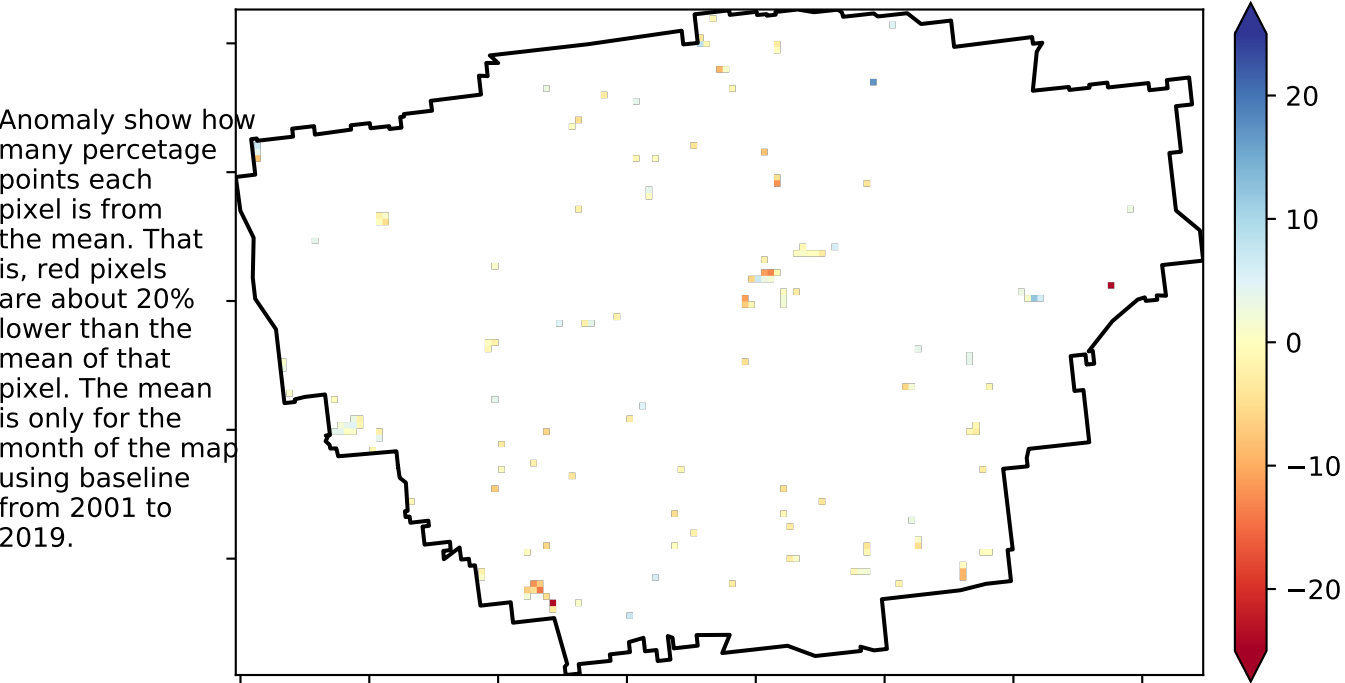 Anomaly show how
many percetage
points each
pixel is from
the mean. That
is, red pixels
are about 20%
lower than the
mean of that
pixel. The mean
is only for the
month of the map
using baseline
from 2001 to
2019.
20
10
0
−10
−20